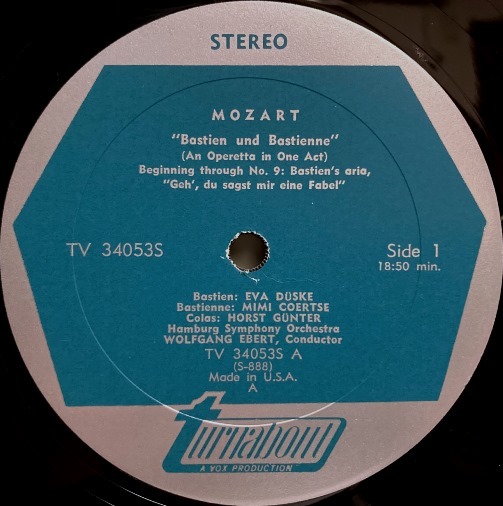 STEREO
MOZART
"Bastien und Bastienne"
(An Operetta in One Act)
Beginning through No. 9: Bastien's aria,
"Geh', du sagst mir eine Fabel"
TV 34053S
Side 1
18:50 min.
Bastien: EVA DÜSKE
Bastienne: MIMI COERTSE
Colas: HORST GÜNTER
Hamburg Symphony Orchestra
WOLFGANG EBERT, Conductor
TV 34053S A
(S-888)
Made in U.S.A.
A
turnabout
A VOX PRODUCTION